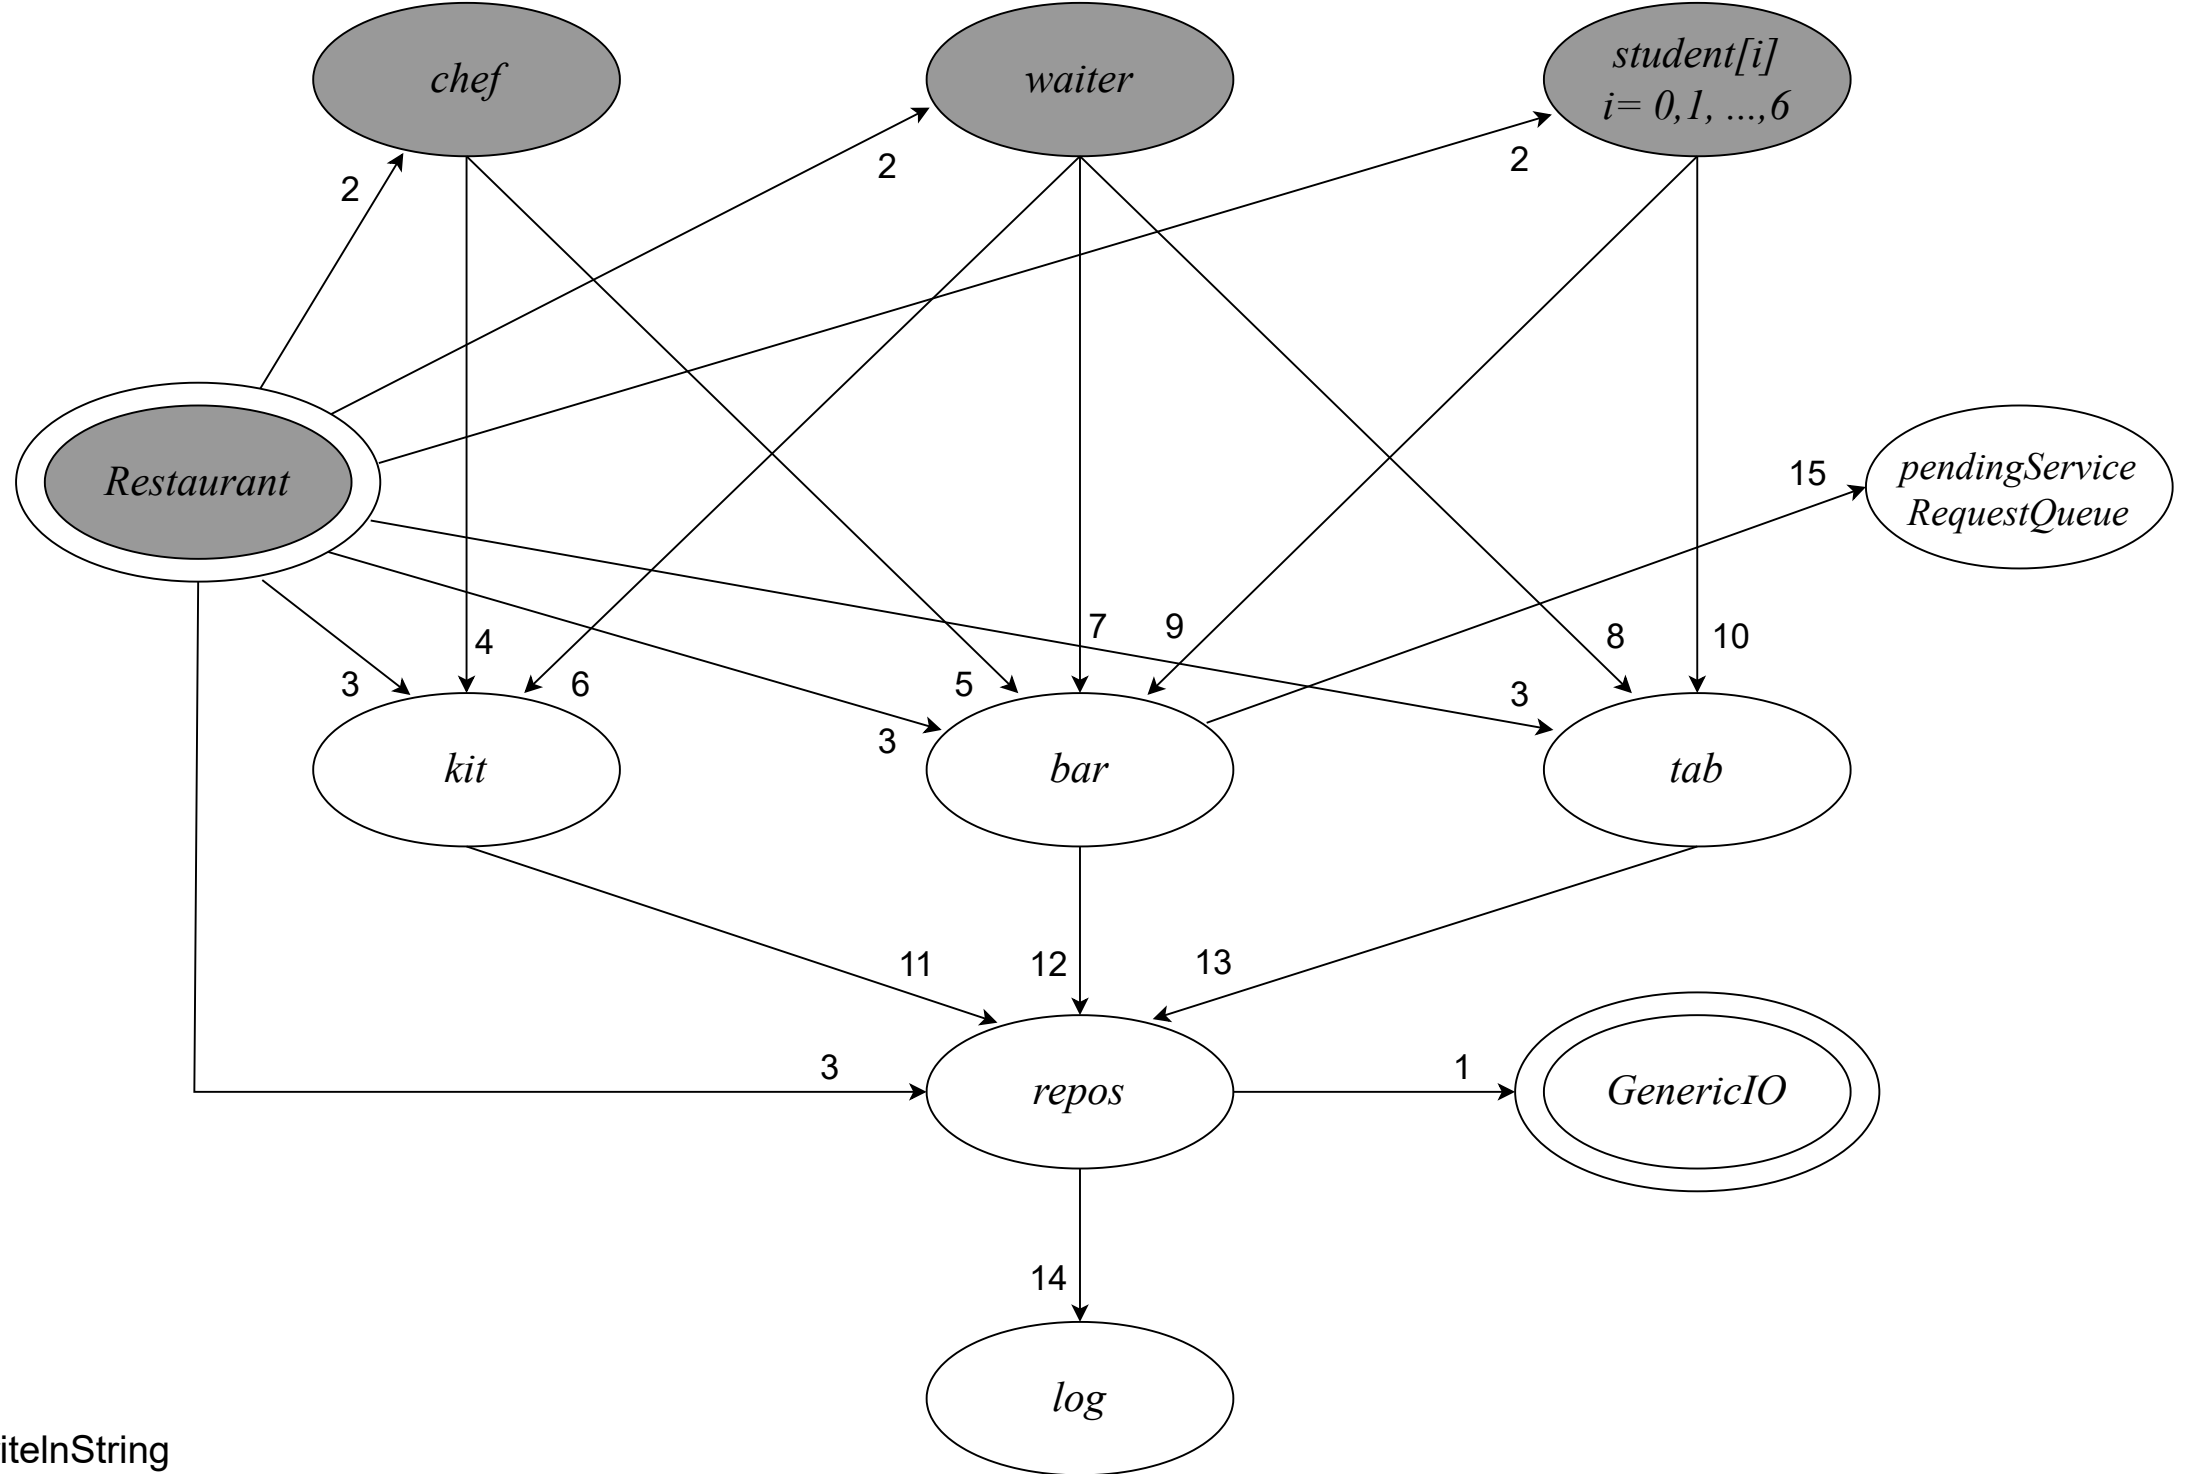 chef
waiter
student[i]
i= 0,1, ...,6
2
2
2
Restaurant
pendingService
RequestQueue
15
4
7
9
8
10
3
6
5
3
3
kit
bar
tab
11
12
13
3
1
repos
GenericIO
14
log
iteInString